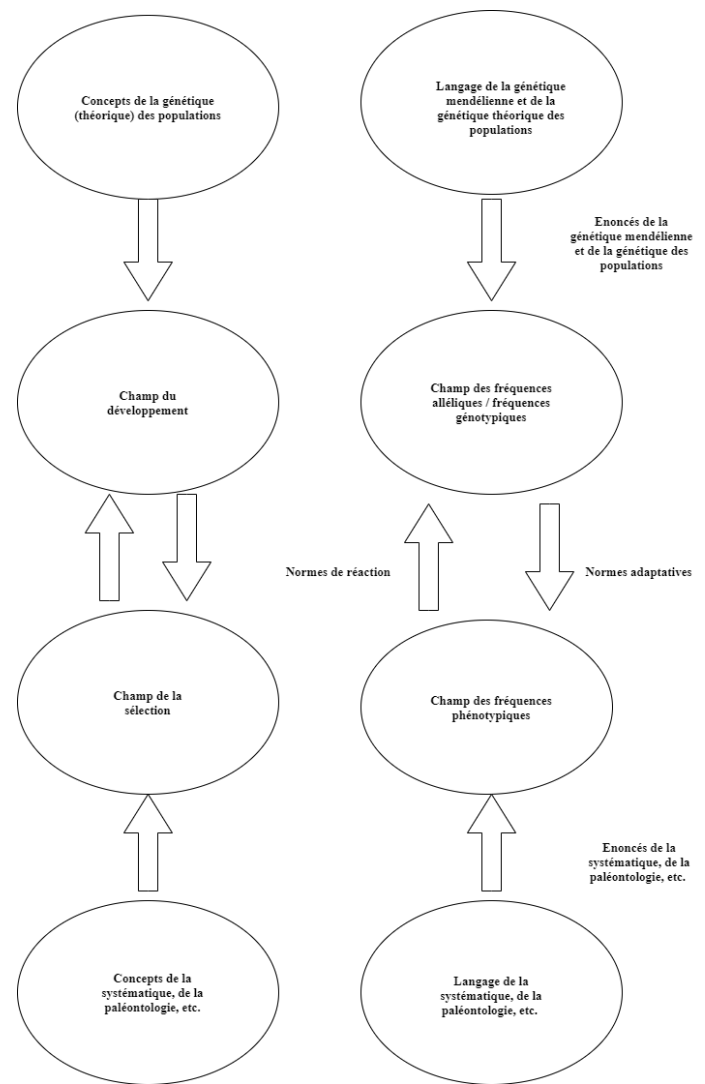 Concepts de la génétique
(théorique) des populations
Langage de la génétique
mendélienne et de la
génétique théorique des
populations
Enoncés de la
génétique mendélienne
et de la génétique des
populations
Champ du
développement
Champ des fréquences
alléliques / fréquences
génotypiques
Normes de réaction
Normes adaptatives
Champ de la
sélection
Champ des fréquences
phénotypiques
Enoncés de la
systématique, de la
paléontologie, etc.
Concepts de la
systématique, de la
paléontologie, etc.
Langage de la
systématique, de la
paléontologie, etc.